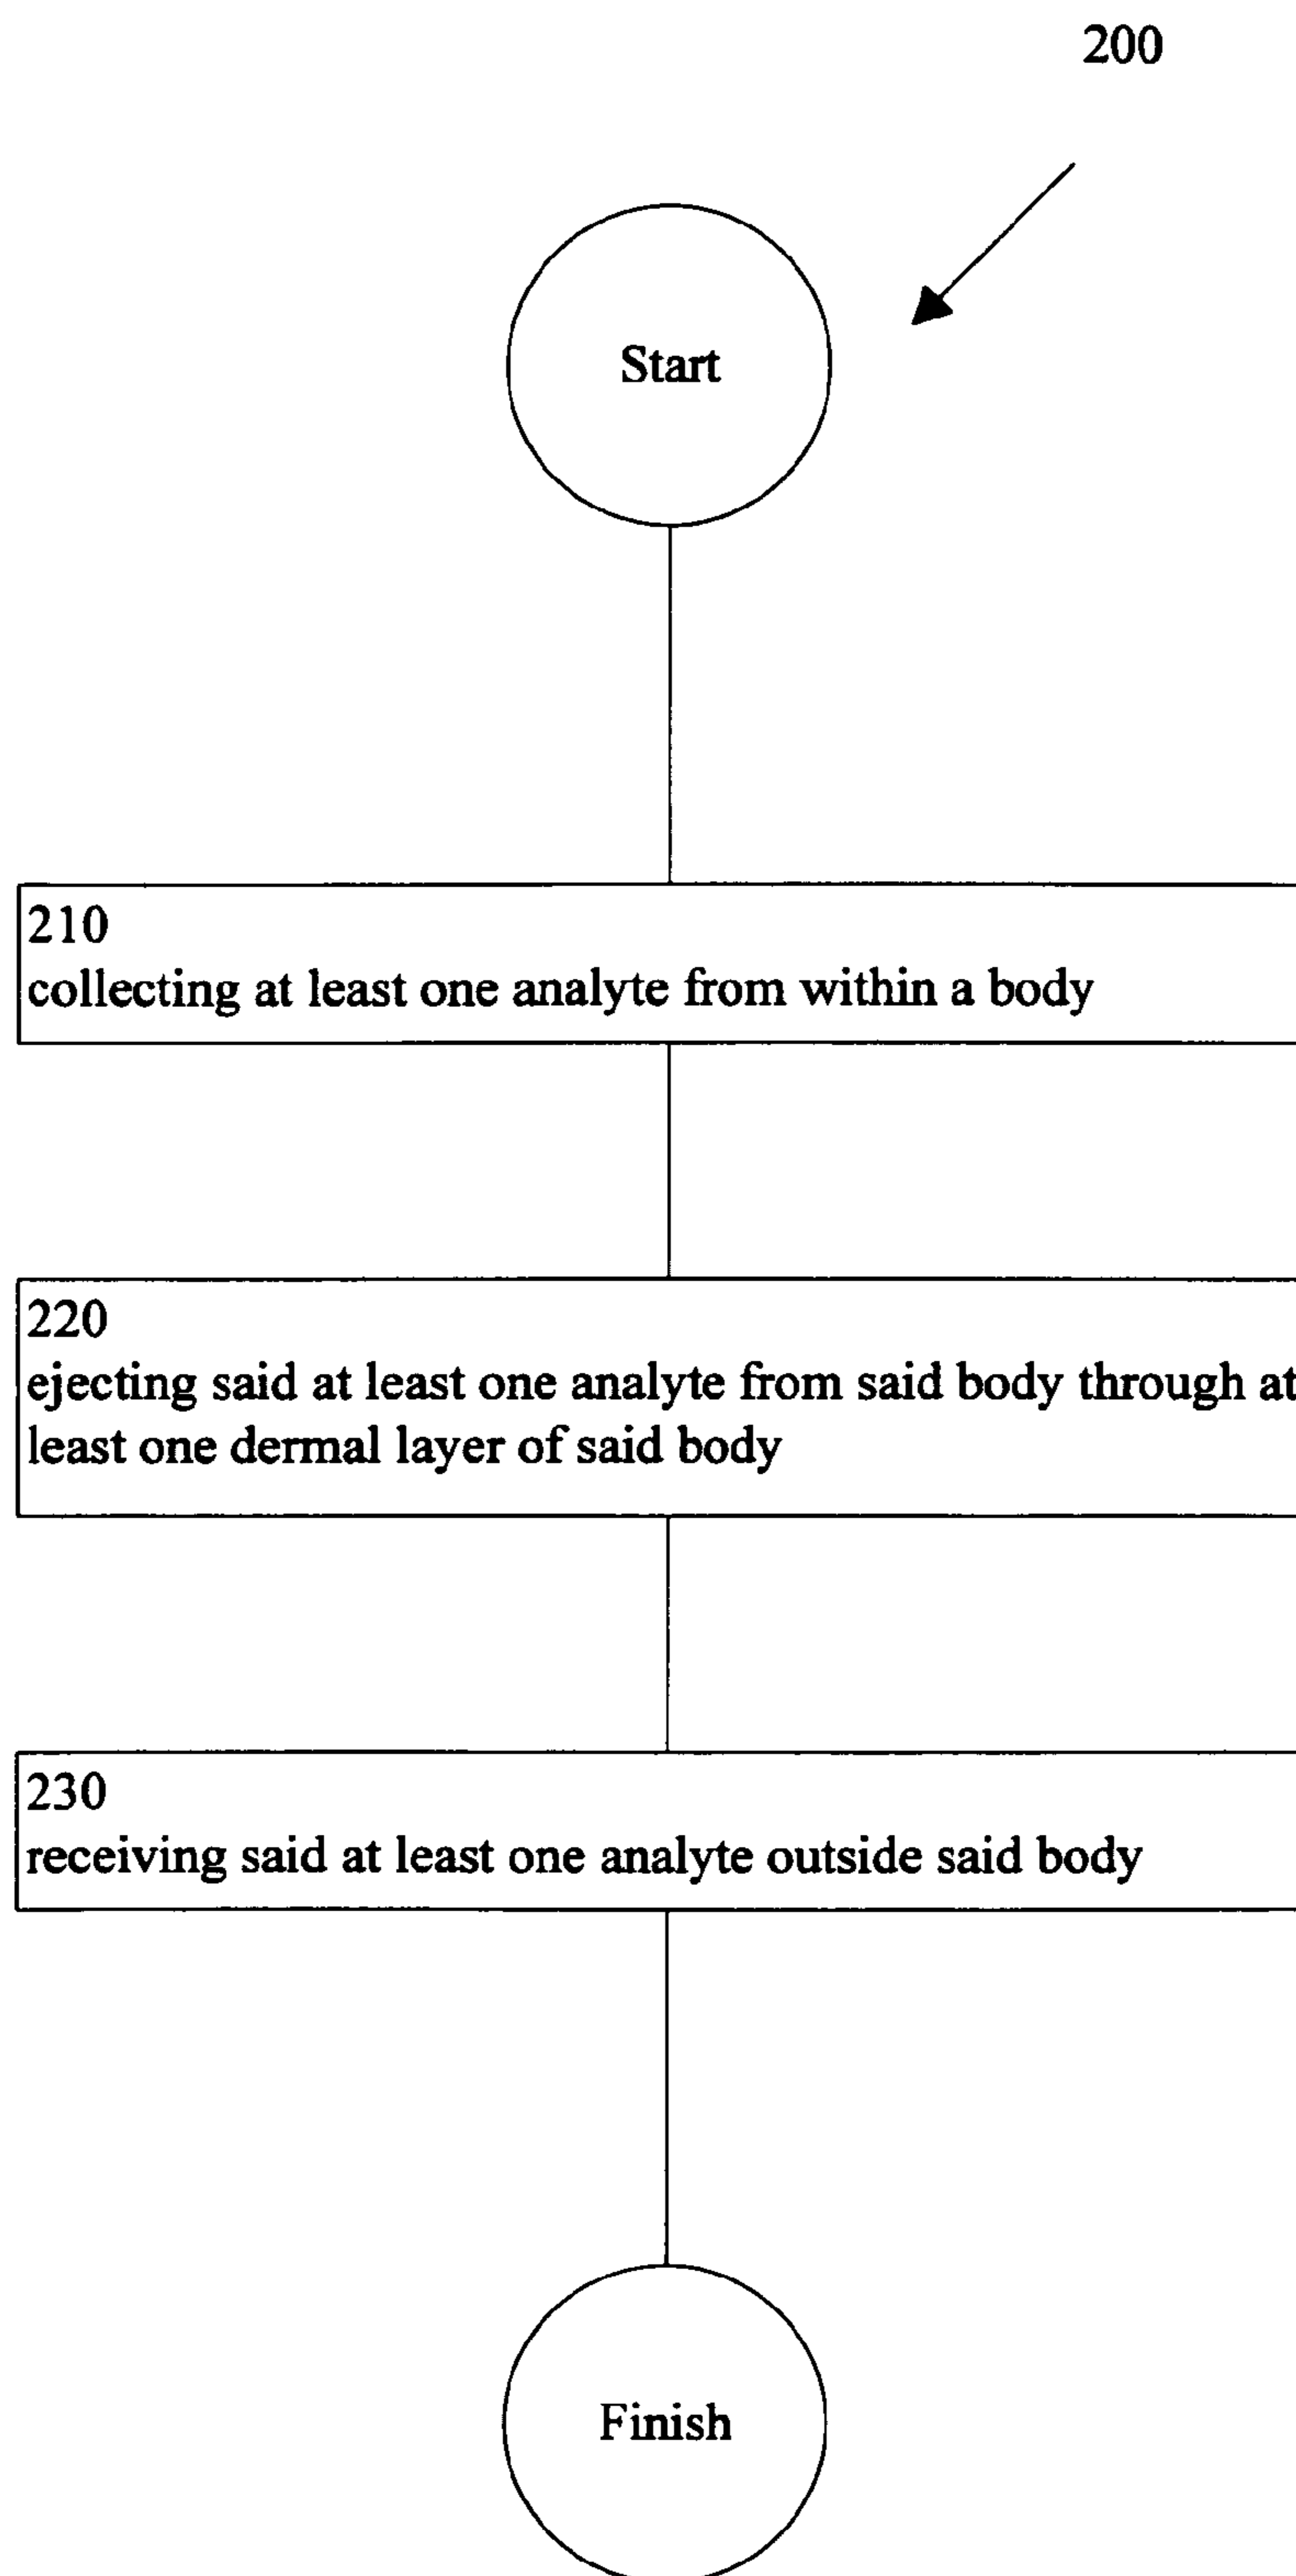 200
Start
210
collecting at least one analyte from within a body
220
ejecting said at least one analyte from said body through at
least one dermal layer of said body
230
receiving said at least one analyte outside said body
Finish